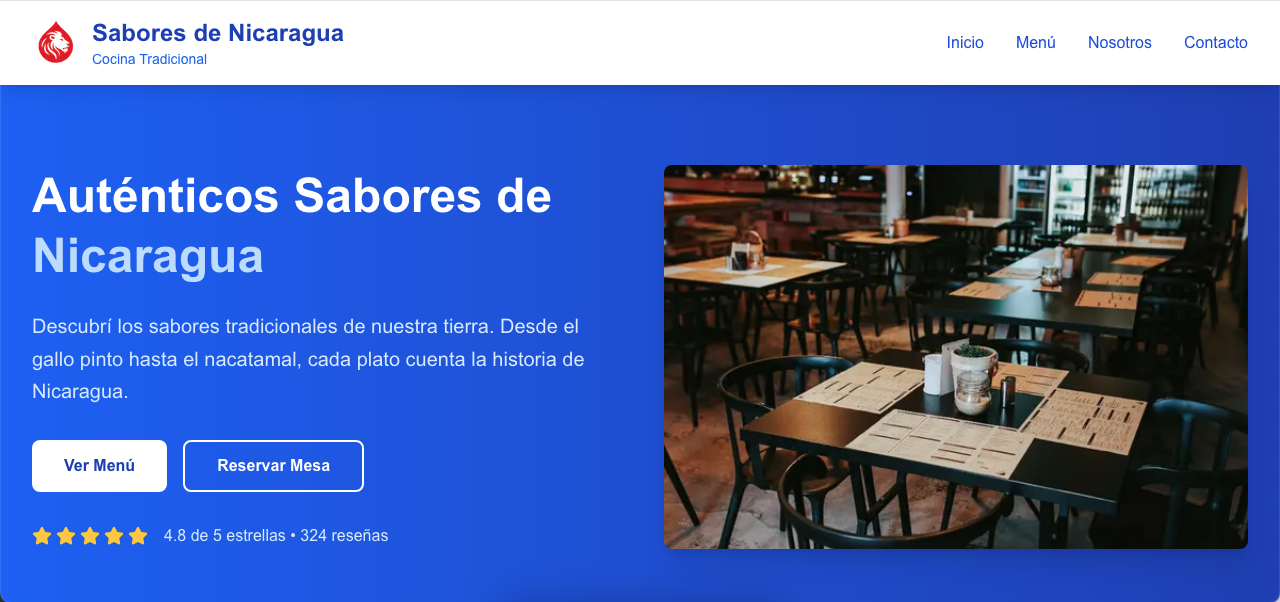 Sabores de Nicaragua
Cocina Tradicional
Inicio
Menú
Nosotros
Contacto
Auténticos Sabores de
Nicaragua
Descubrí los sabores tradicionales de nuestra tierra. Desde el
gallo pinto hasta el nacatamal, cada plato cuenta la historia de
Nicaragua.
Ver Menú
Reservar Mesa
4.8 de 5 estrellas • 324 reseñas